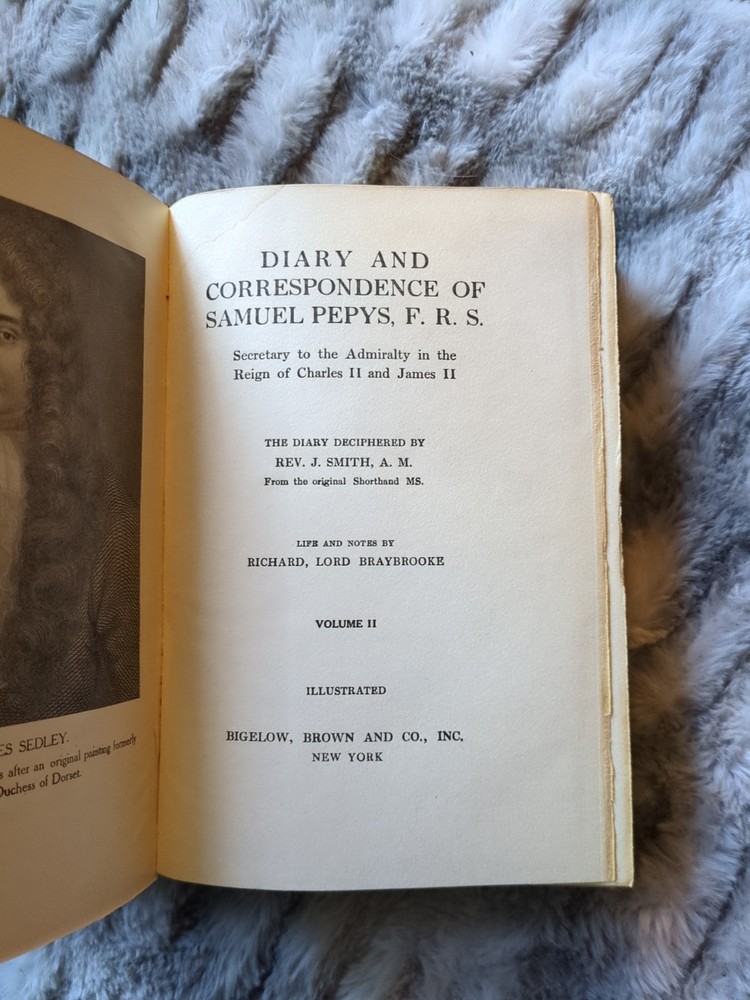 ES SEDLEY.
s after an original painting formerly
Duchess of Dorset.
DIARY AND
CORRESPONDENCE OF
SAMUEL PEPYS, F. R. S.
Secretary to the Admiralty in the
Reign of Charles II and James II
THE DIARY DECIPHERED BY
REV. J. SMITH, A. M.
From the original Shorthand MS.
LIFE AND NOTES BY
RICHARD, LORD BRAYBROOKE
VOLUME II
ILLUSTRATED
BIGELOW, BROWN AND CO., INC.
NEW YORK